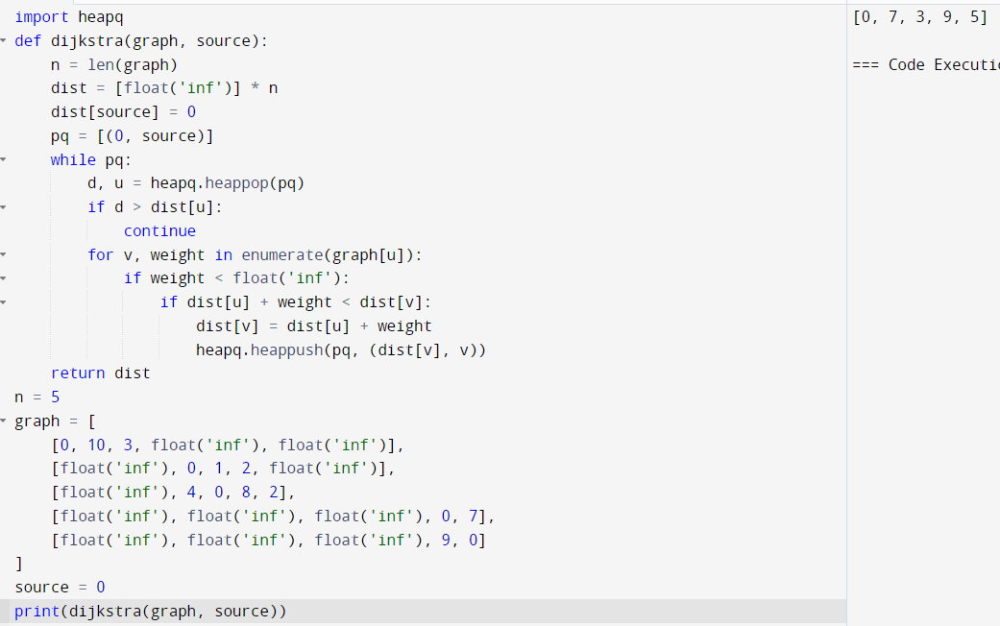 import heapq
def dijkstra(graph, source):
    n = len(graph)
    dist = [float('inf')] * n
    dist[source] = 0
    pq = [(0, source)]
    while pq:
        d, u = heapq.heappop(pq)
        if d > dist[u]:
            continue
        for v, weight in enumerate(graph[u]):
            if weight < float('inf'):
                if dist[u] + weight < dist[v]:
                    dist[v] = dist[u] + weight
                    heapq.heappush(pq, (dist[v], v))
    return dist
n = 5
graph = [
    [0, 10, 3, float('inf'), float('inf')],
    [float('inf'), 0, 1, 2, float('inf')],
    [float('inf'), 4, 0, 8, 2],
    [float('inf'), float('inf'), float('inf'), 0, 7],
    [float('inf'), float('inf'), float('inf'), 9, 0]
]
source = 0
print(dijkstra(graph, source))
[0, 7, 3, 9, 5]
=== Code